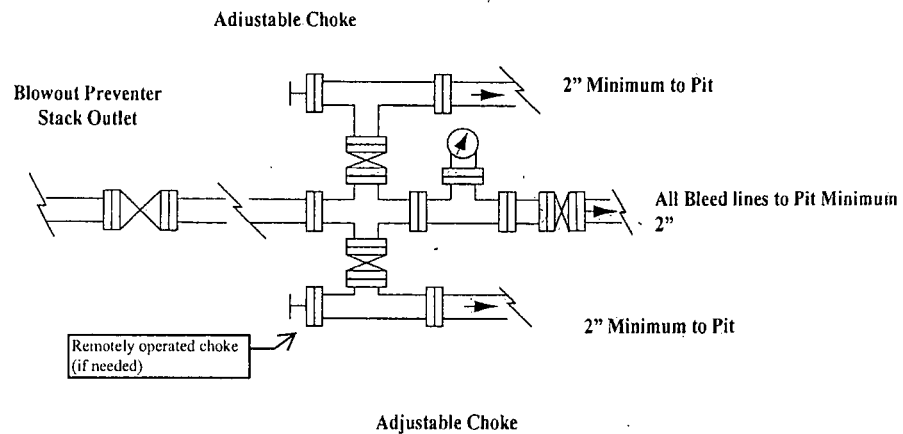 Adjustable Choke
2” Minimum to Pit
Blowout Preventer
Stack Outlet
All Bleed lines to Pit Minimum
2”
2” Minimum to Pit
Remotely operated choke
(if needed)
Adjustable Choke